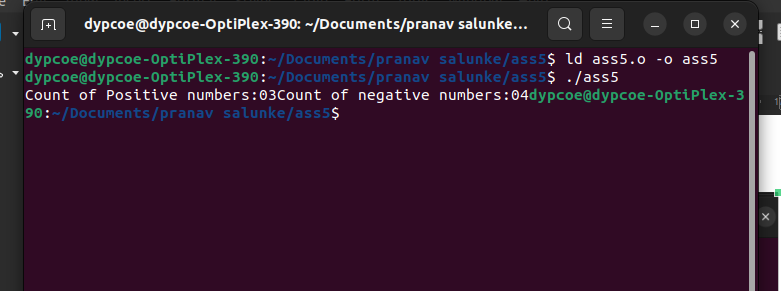 dypcoe@dypcoe-OptiPlex-390: ~/Documents/pranav salunke...
dypcoe@dypcoe-OptiPlex-390:~/Documents/pranav salunke/ass5$ ld ass5.o -o ass5
dypcoe@dypcoe-OptiPlex-390:~/Documents/pranav salunke/ass5$ ./ass5
Count of Positive numbers:03Count of negative numbers:04dypcoe@dypcoe-OptiPlex-3
90:~/Documents/pranav salunke/ass5$